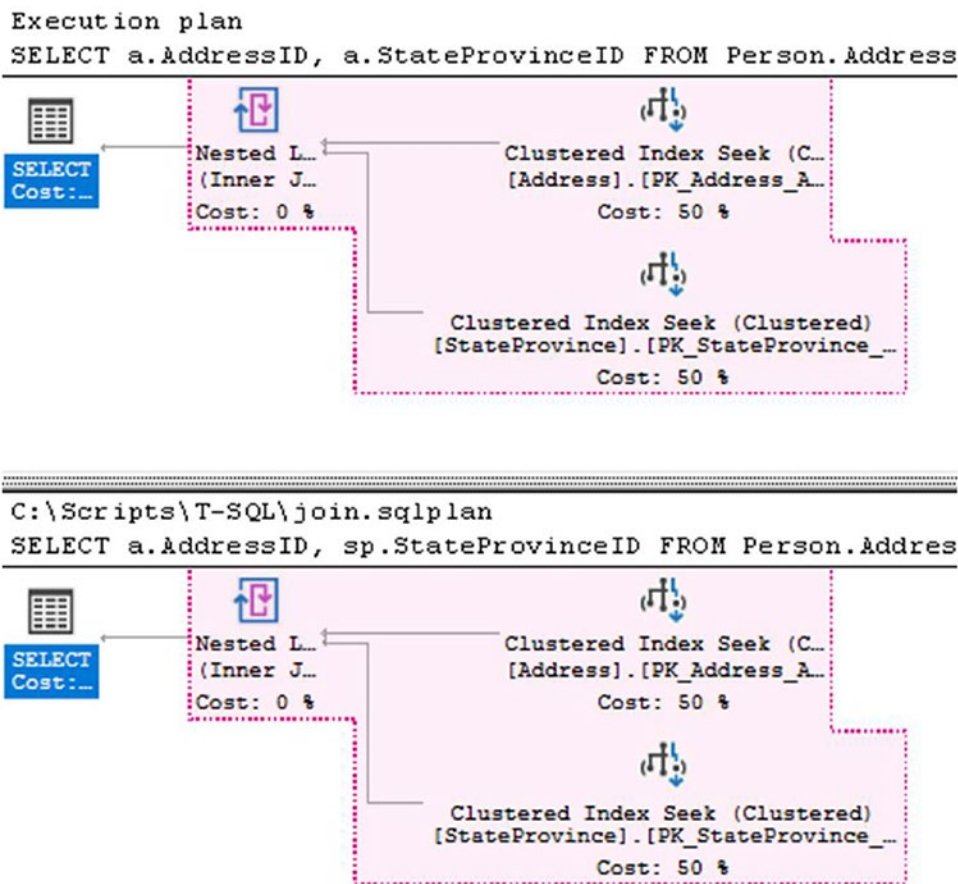 Execution plan
SELECT a.AddressID, a.StateProvinceID FROM Person.Address
SELECT
Cost:…
Nested L…
(Inner J…
Cost: 0 %
Clustered Index Seek (C…
[Address].[PK_Address_A…
Cost: 50 %
Clustered Index Seek (Clustered)
[StateProvince].[PK_StateProvince_…
Cost: 50 %
C:\Scripts\T-SQL\join.sqlplan
SELECT a.AddressID, sp.StateProvinceID FROM Person.Addres
SELECT
Cost:…
Nested L…
(Inner J…
Cost: 0 %
Clustered Index Seek (C…
[Address].[PK_Address_A…
Cost: 50 %
Clustered Index Seek (Clustered)
[StateProvince].[PK_StateProvince_…
Cost: 50 %